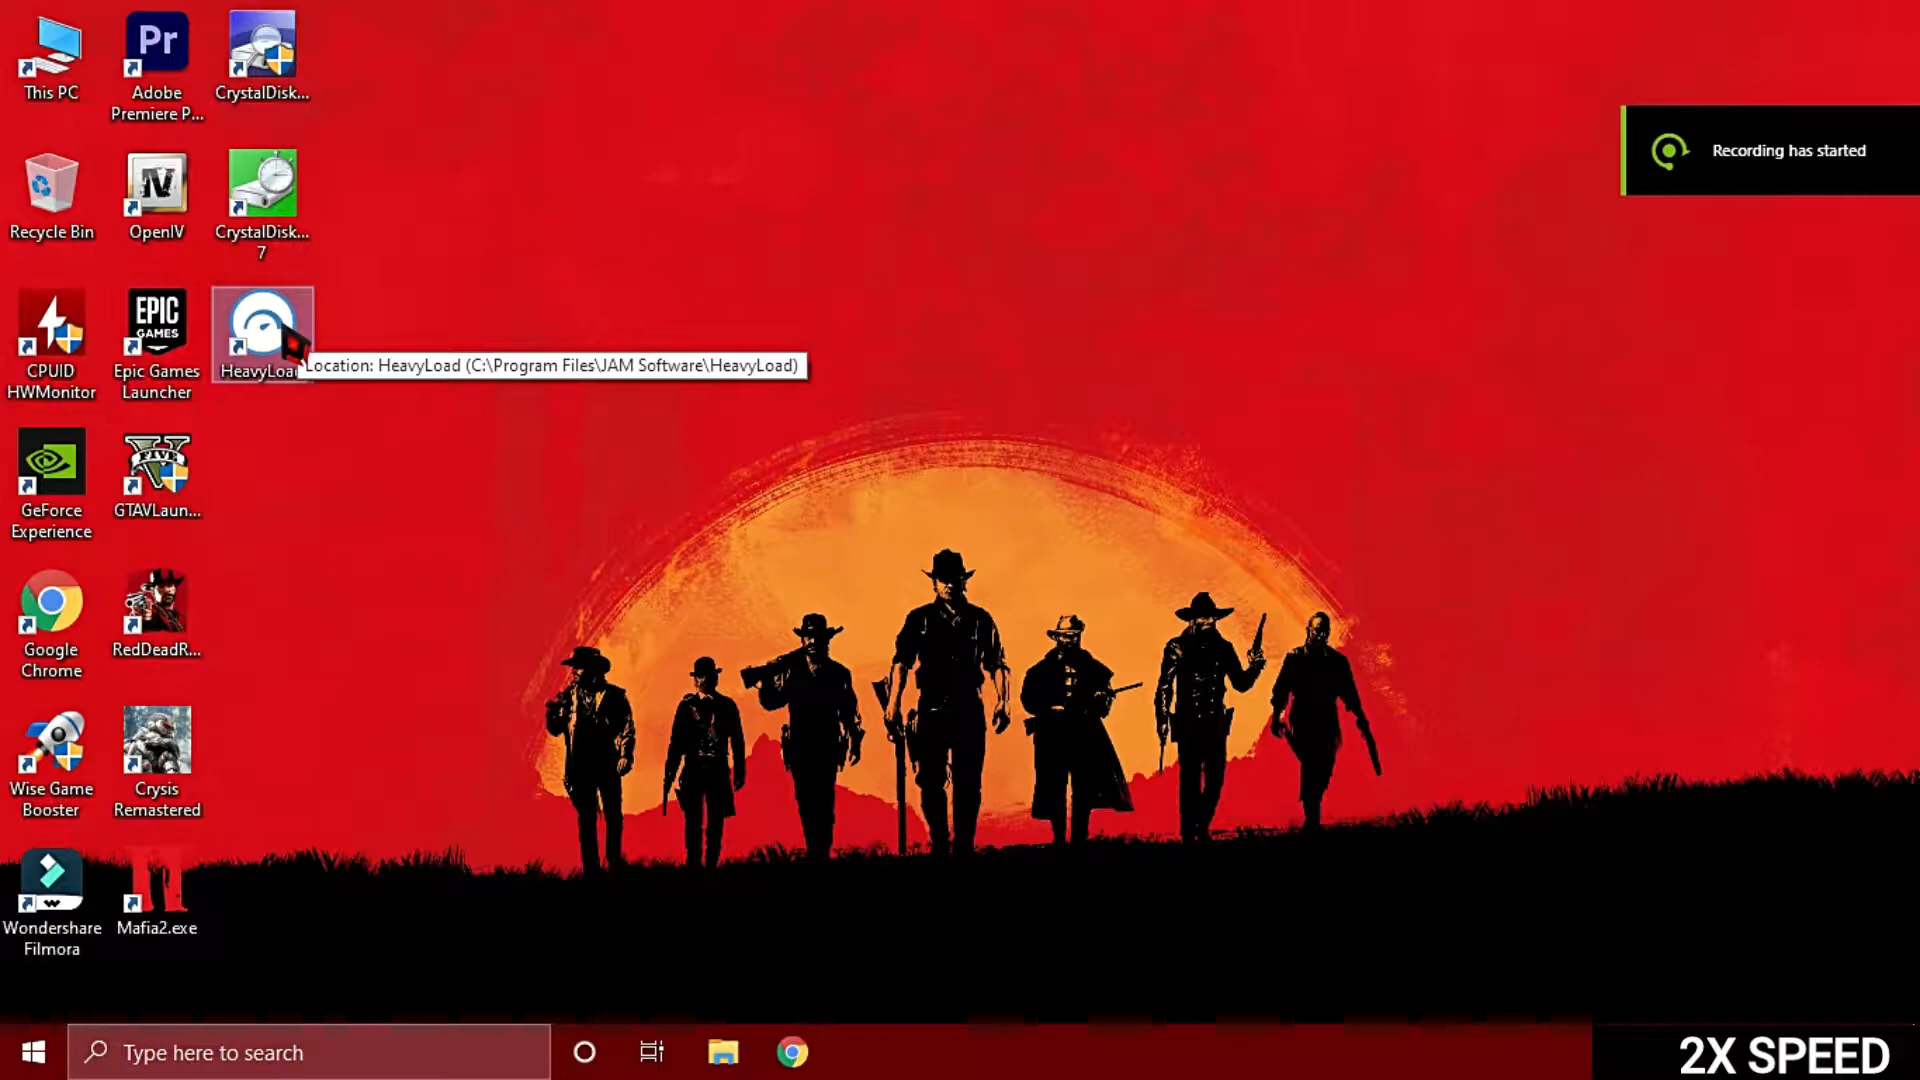 This PC
Pr
Adobe
Premiere P...
CrystalDisk...
Recycle Bin
IV
OpenIV
CrystalDisk...
7
CPUID
HWMonitor
EPIC
GAMES
Epic Games
Launcher
HeavyLoad
Location: HeavyLoad (C:\Program Files\JAM Software\HeavyLoad)
GeForce
Experience
V
FIVE
GTAVLaun...
Google
Chrome
RedDeadR...
Wise Game
Booster
Crysis
Remastered
Wondershare
Filmora
Mafia2.exe
Recording has started
Type here to search
2X SPEED